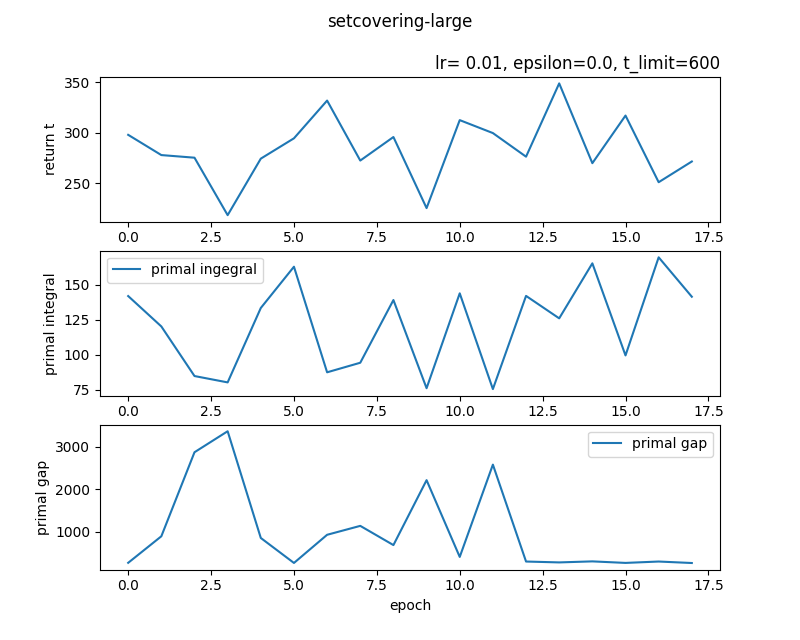 setcovering-large
lr= 0.01, epsilon=0.0, t_limit=600
350
300
250
return t
0.0 2.5 5.0 7.5 10.0 12.5 15.0 17.5
primal ingegral
150
125
100
75
primal integral
0.0 2.5 5.0 7.5 10.0 12.5 15.0 17.5
primal gap
3000
2000
1000
primal gap
0.0 2.5 5.0 7.5 10.0 12.5 15.0 17.5
epoch